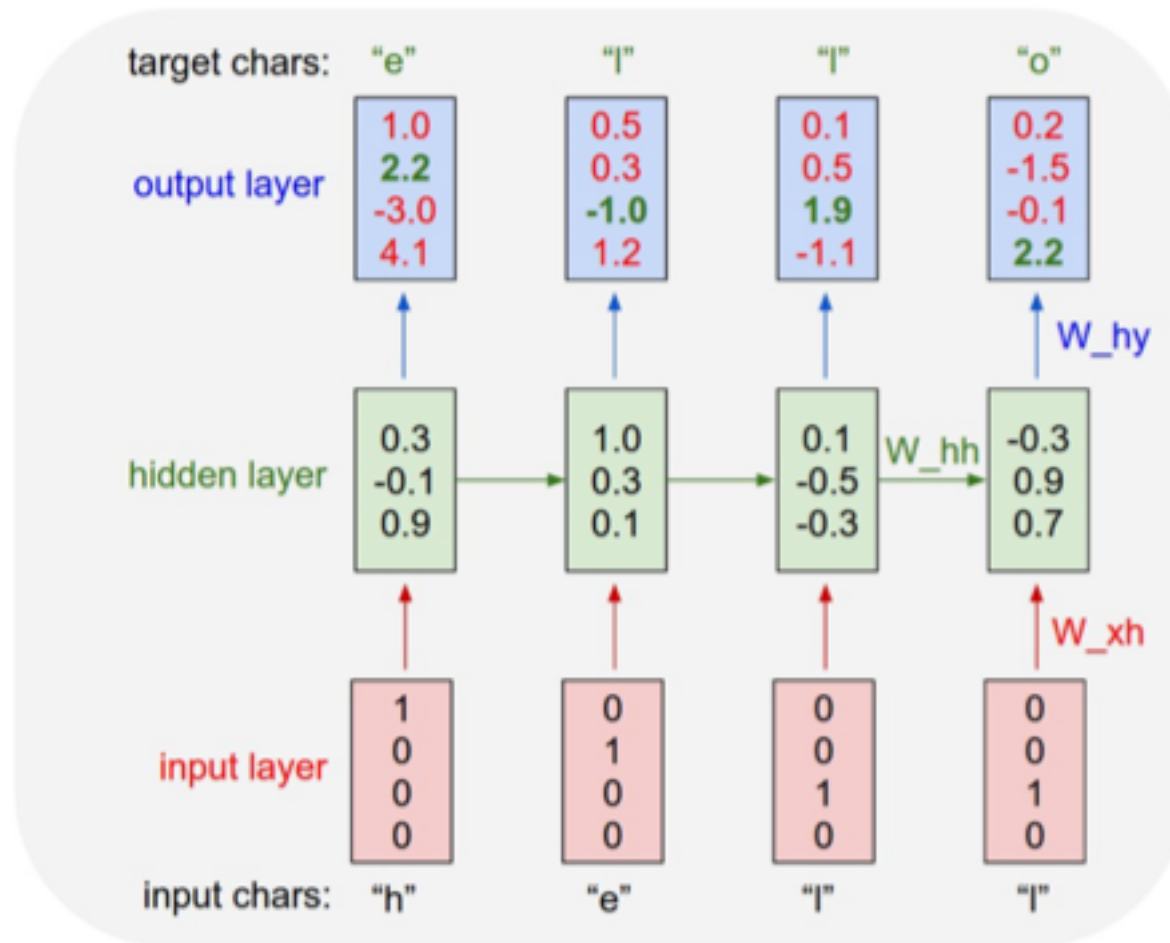 target chars: “e” “l” “l” “o”
1.0 0.5 0.1 0.2
2.2 0.3 0.5 -1.5
output layer
-3.0 -1.0 1.9 -0.1
4.1 1.2 -1.1 2.2
W_hy
0.3 1.0 0.1 -0.3
W_hh
hidden layer -0.1 0.3 -0.5 0.9
0.9 0.1 -0.3 0.7
W_xh
1 0 0 0
0 1 0 0
input layer
0 0 1 1
0 0 0 0
input chars: “h” “e” “l” “l”